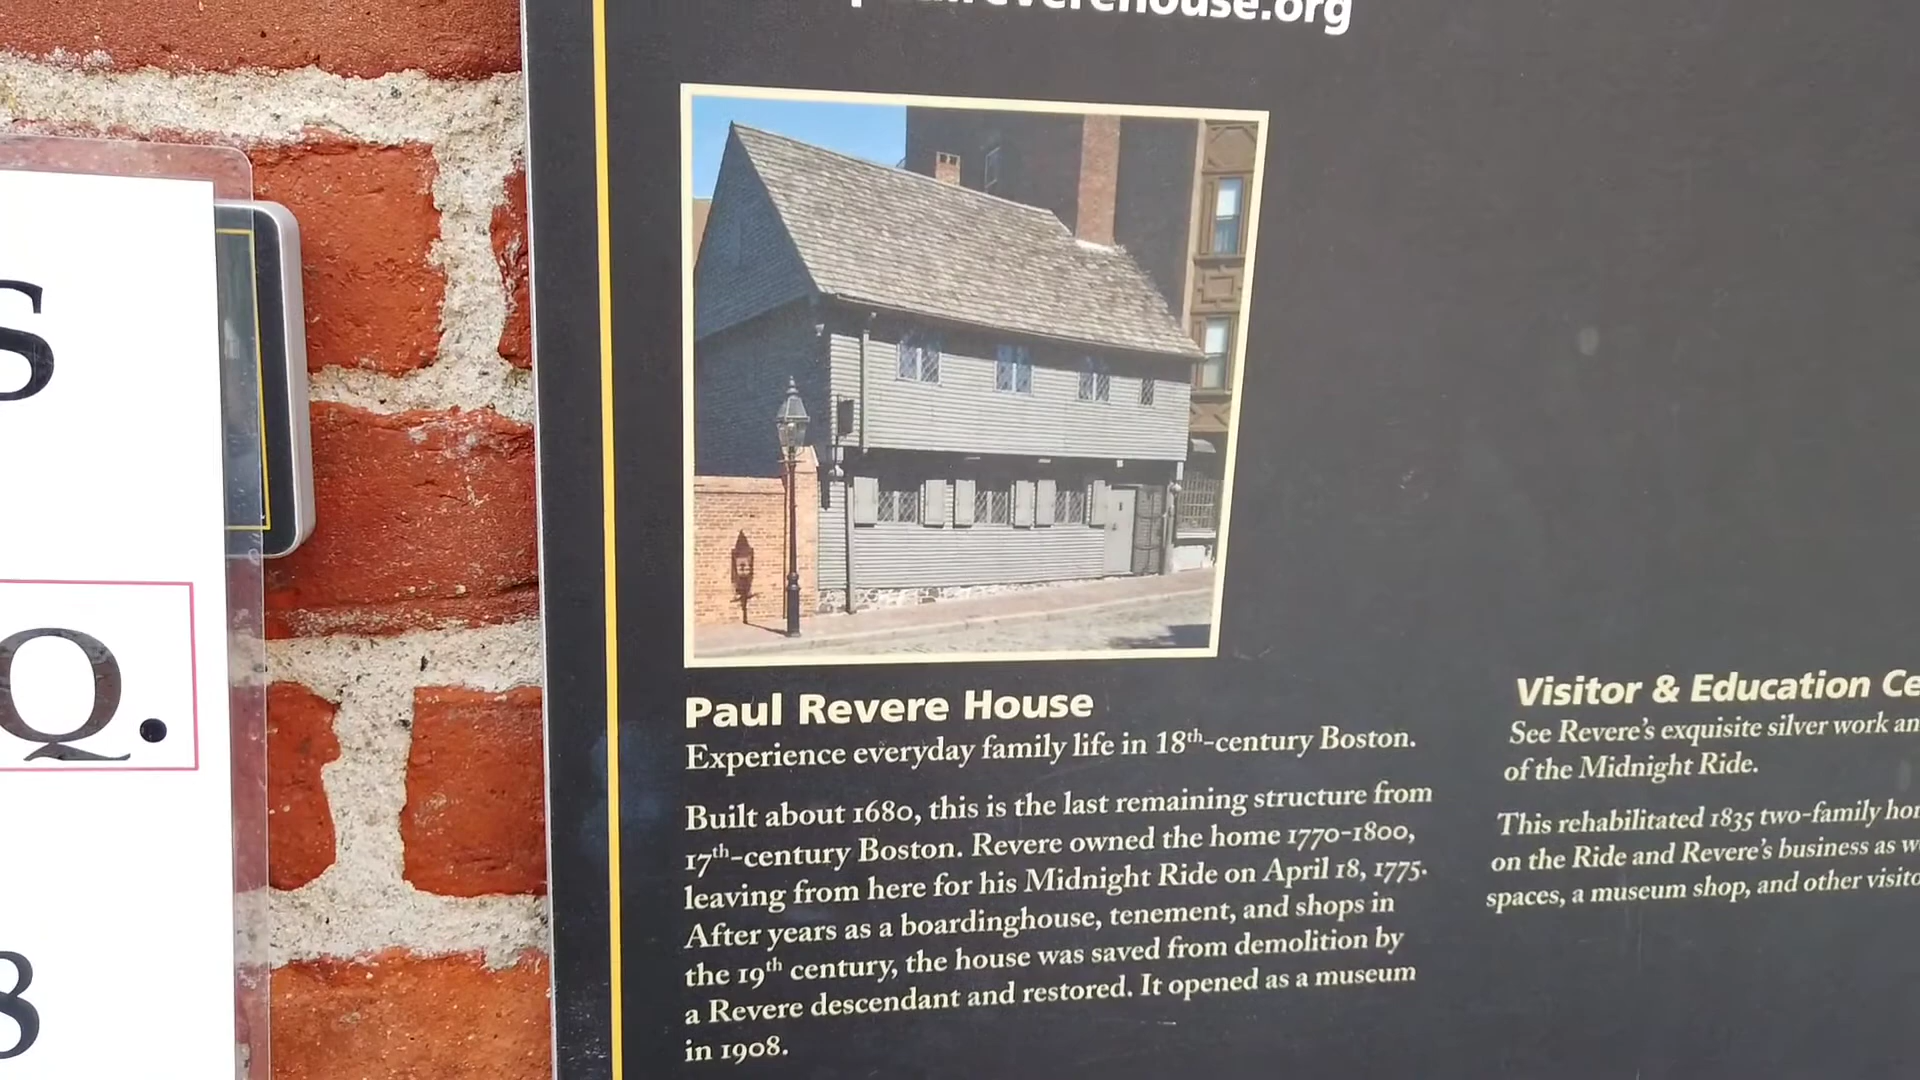 S
Q.
8
Paul Revere House
Experience everyday family life in 18th-century Boston.
Built about 1680, this is the last remaining structure from
17th-century Boston. Revere owned the home 1770-1800,
leaving from here for his Midnight Ride on April 18, 1775.
After years as a boardinghouse, tenement, and shops in
the 19th century, the house was saved from demolition by
a Revere descendant and restored. It opened as a museum
in 1908.
Visitor & Education
See Revere's exquisite silver work
of the Midnight Ride.
This rehabilitated 1835 two-family
on the Ride and Revere's business as
spaces, a museum shop, and other